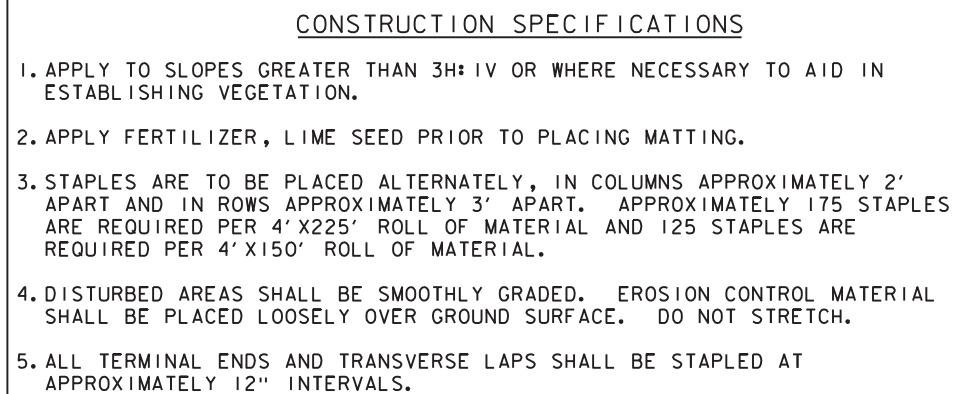 CONSTRUCTION SPECIFICATIONS
1. APPLY TO SLOPES GREATER THAN 3H:1V OR WHERE NECESSARY TO AID IN
ESTABLISHING VEGETATION.
2. APPLY FERTILIZER, LIME SEED PRIOR TO PLACING MATTING.
3. STAPLES ARE TO BE PLACED ALTERNATELY, IN COLUMNS APPROXIMATELY 2'
APART AND IN ROWS APPROXIMATELY 3' APART. APPROXIMATELY 175 STAPLES
ARE REQUIRED PER 4'X225' ROLL OF MATERIAL AND 125 STAPLES ARE
REQUIRED PER 4'X150' ROLL OF MATERIAL.
4. DISTURBED AREAS SHALL BE SMOOTHLY GRADED. EROSION CONTROL MATERIAL
SHALL BE PLACED LOOSELY OVER GROUND SURFACE. DO NOT STRETCH.
5. ALL TERMINAL ENDS AND TRANSVERSE LAPS SHALL BE STAPLED AT
APPROXIMATELY 12" INTERVALS.